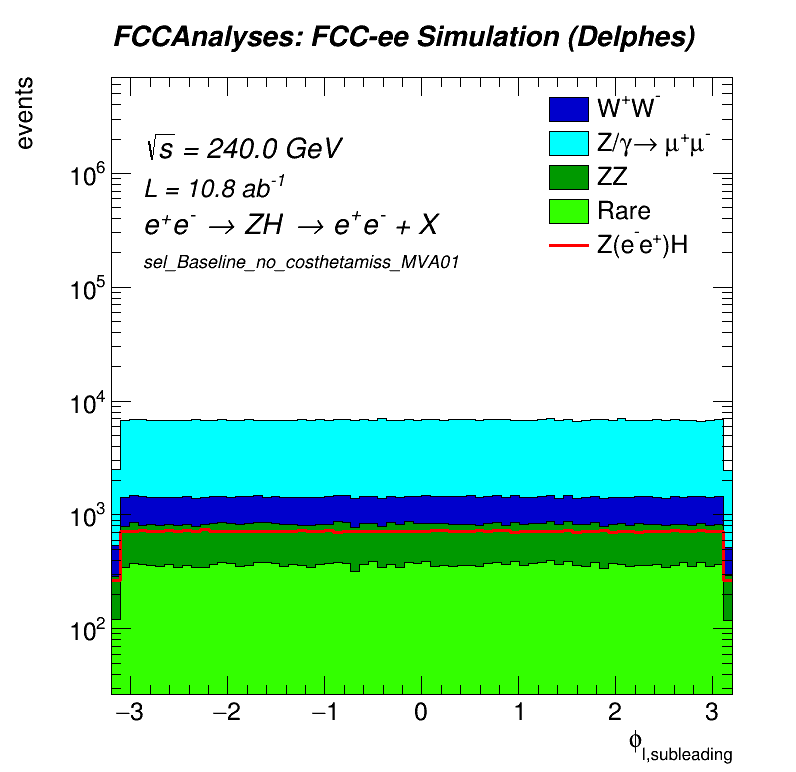 FCCAnalyses: FCC-ee Simulation (Delphes)
events
√s = 240.0 GeV
L = 10.8 ab⁻¹
e⁺e⁻ → ZH → e⁺e⁻ + X
sel_Baseline_no_costhetamiss_MVA01
W⁺W⁻
Z/γ→ μ⁺μ⁻
ZZ
Rare
Z(e⁻e⁺)H
10⁶
10⁵
10⁴
10³
10²
−3 −2 −1 0 1 2 3
ϕ_l,subleading